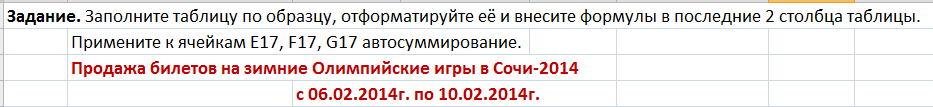 Задание. Заполните таблицу по образцу, отформатируйте её и внесите формулы в последние 2 столбца таблицы.
Примените к ячейкам E17, F17, G17 автосуммирование.
Продажа билетов на зимние Олимпийские игры в Сочи-2014
с 06.02.2014г. по 10.02.2014г.